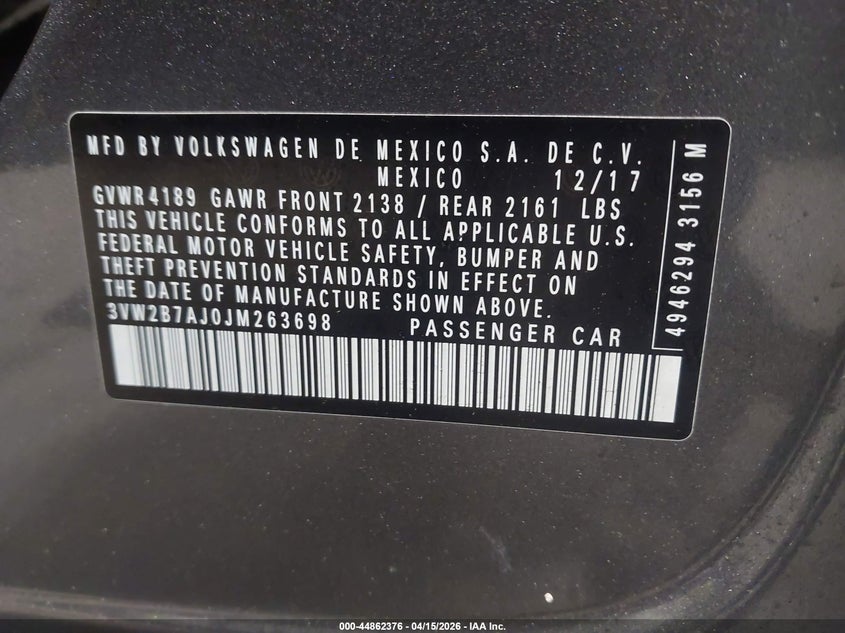 MFD BY VOLKSWAGEN DE MEXICO S.A. DE C.V.
MEXICO 12/17
GVWR 4189 GAWR FRONT 2138 / REAR 2161 LBS
THIS VEHICLE CONFORMS TO ALL APPLICABLE U.S.
FEDERAL MOTOR VEHICLE SAFETY, BUMPER AND
THEFT PREVENTION STANDARDS IN EFFECT ON
THE DATE OF MANUFACTURE SHOWN ABOVE.
3VW2B7AJ0JM263698 PASSENGER CAR
4946294 3156 M
000-44862376 - 04/15/2026 - IAA Inc.